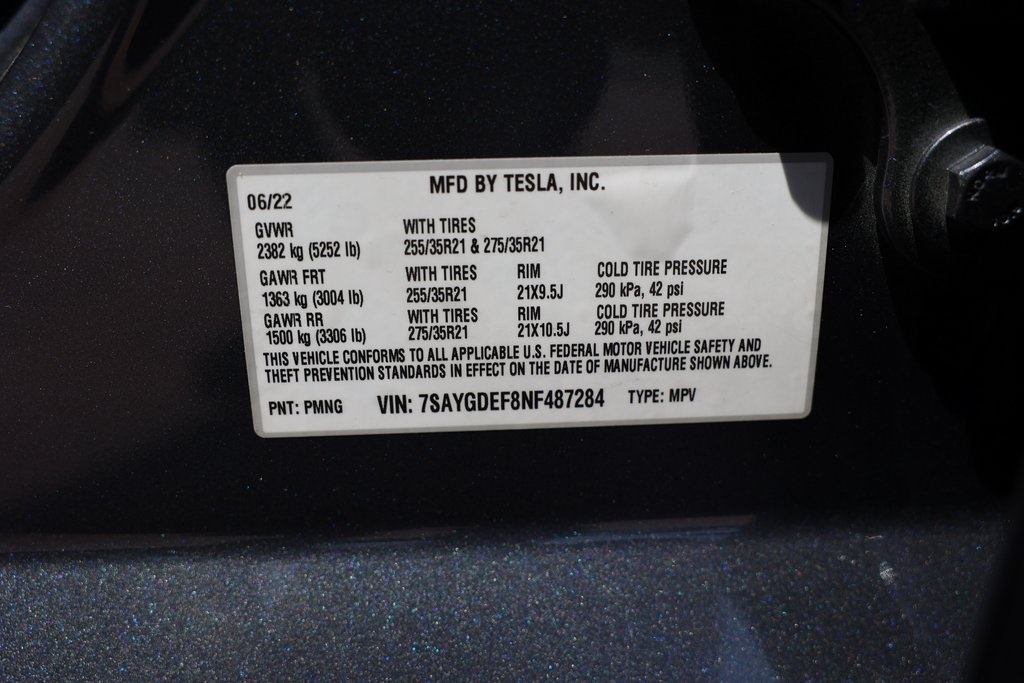 MFD BY TESLA, INC.
06/22
GVWR WITH TIRES
2382 kg (5252 lb) 255/35R21 & 275/35R21
GAWR FRT WITH TIRES RIM COLD TIRE PRESSURE
1363 kg (3004 lb) 255/35R21 21X9.5J 290 kPa, 42 psi
GAWR RR WITH TIRES RIM COLD TIRE PRESSURE
1500 kg (3306 lb) 275/35R21 21X10.5J 290 kPa, 42 psi
THIS VEHICLE CONFORMS TO ALL APPLICABLE U.S. FEDERAL MOTOR VEHICLE SAFETY AND
THEFT PREVENTION STANDARDS IN EFFECT ON THE DATE OF MANUFACTURE SHOWN ABOVE.
PNT: PMNG VIN: 7SAYGDEF8NF487284 TYPE: MPV